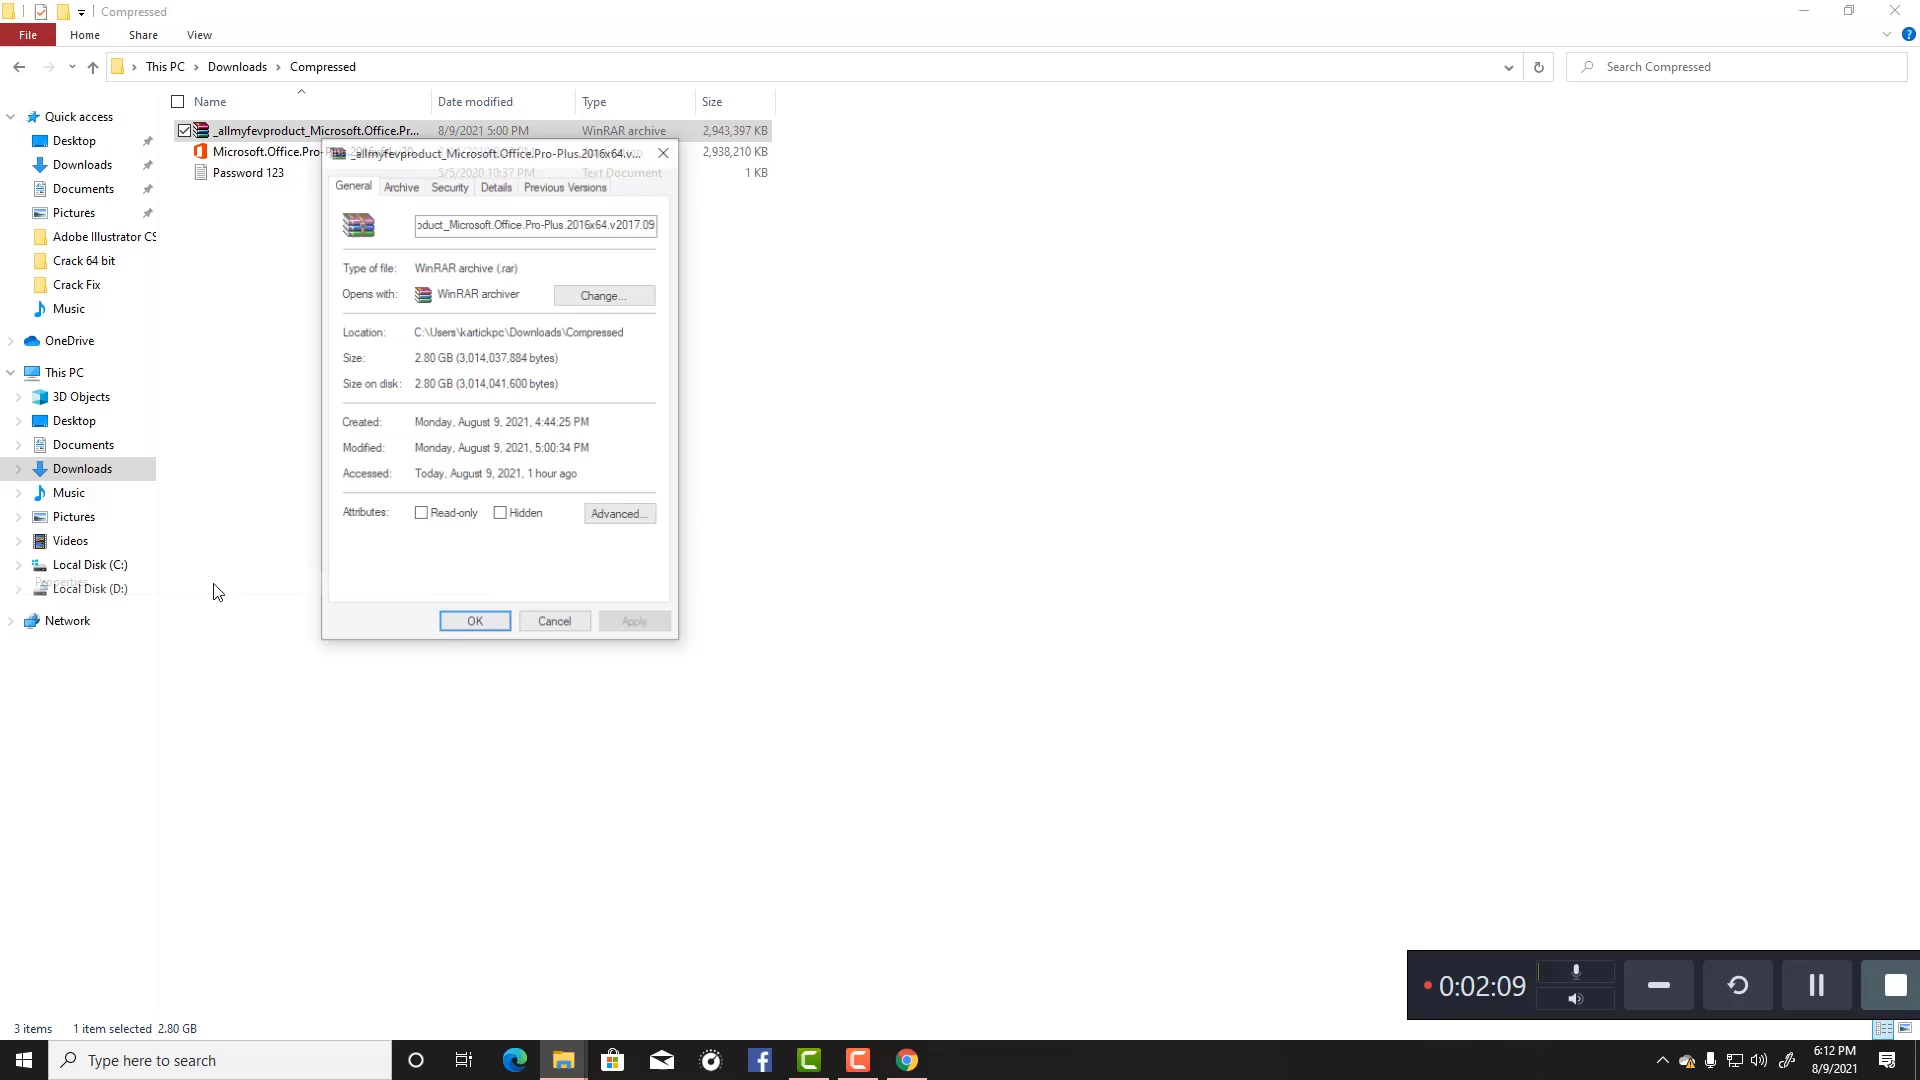 Compressed
File Home Share View
This PC Downloads Compressed
Search Compressed
Name Date modified Type Size
_allmyfevproduct_Microsoft.Office.Pr... 8/9/2021 5:00 PM WinRAR archive 2,943,397 KB
Microsoft.Office.Pro- 2,938,210 KB
Password 123 5/5/2020 10:37 PM Text Document 1 KB
Quick access
Desktop
Downloads
Documents
Pictures
Adobe Illustrator CS
Crack 64 bit
Crack Fix
Music
OneDrive
This PC
3D Objects
Desktop
Documents
Downloads
Music
Pictures
Videos
Local Disk (C:)
Properties
Local Disk (D:)
Network
_allmyfevproduct_Microsoft.Office.Pro-Plus.2016x64.v...
General Archive Security Details Previous Versions
oduct_Microsoft.Office.Pro-Plus.2016x64.v2017.09
Type of file: WinRAR archive (.rar)
Opens with: WinRAR archiver Change...
Location: C:\Users\kartickpc\Downloads\Compressed
Size: 2.80 GB (3,014,037,884 bytes)
Size on disk: 2.80 GB (3,014,041,600 bytes)
Created: Monday, August 9, 2021, 4:44:25 PM
Modified: Monday, August 9, 2021, 5:00:34 PM
Accessed: Today, August 9, 2021, 1 hour ago
Attributes: Read-only Hidden Advanced...
OK Cancel Apply
0:02:09
3 items 1 item selected 2.80 GB
Type here to search
6:12 PM
8/9/2021